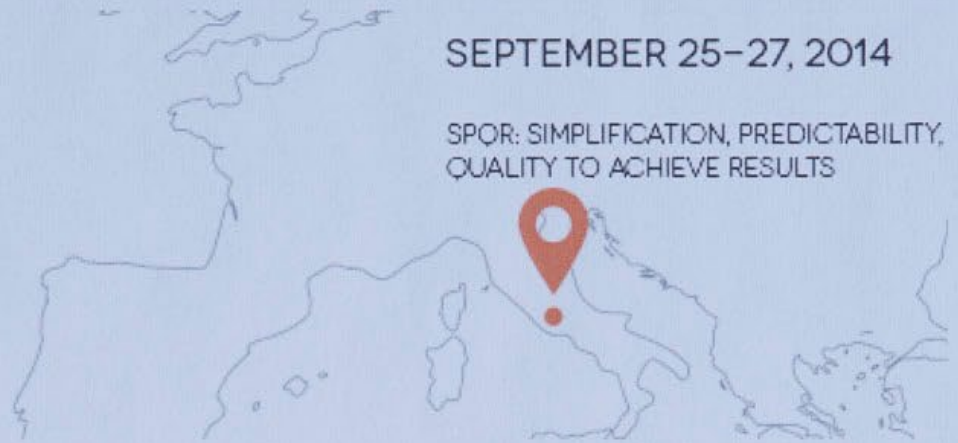 SEPTEMBER 25-27, 2014
SPQR: SIMPLIFICATION, PREDICTABILITY,
QUALITY TO ACHIEVE RESULTS